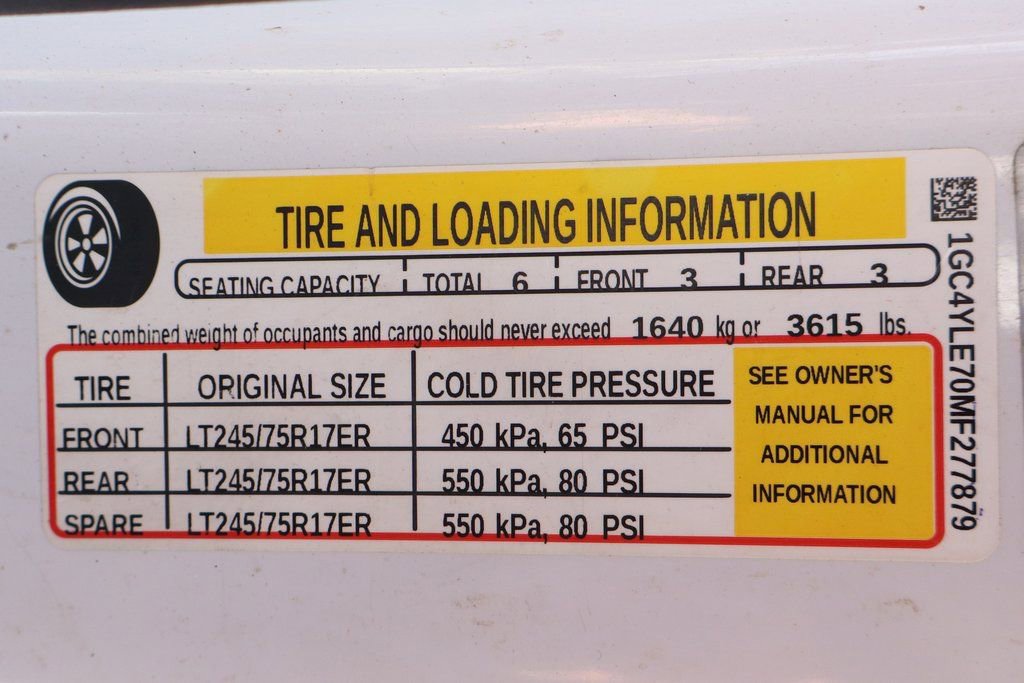 TIRE AND LOADING INFORMATION
SEATING CAPACITY TOTAL 6 FRONT 3 REAR 3
The combined weight of occupants and cargo should never exceed 1640 kg or 3615 lbs.
TIRE ORIGINAL SIZE COLD TIRE PRESSURE
FRONT LT245/75R17ER 450 kPa, 65 PSI
REAR LT245/75R17ER 550 kPa, 80 PSI
SPARE LT245/75R17ER 550 kPa, 80 PSI
SEE OWNER'S
MANUAL FOR
ADDITIONAL
INFORMATION
1GC4YLE70MF277879